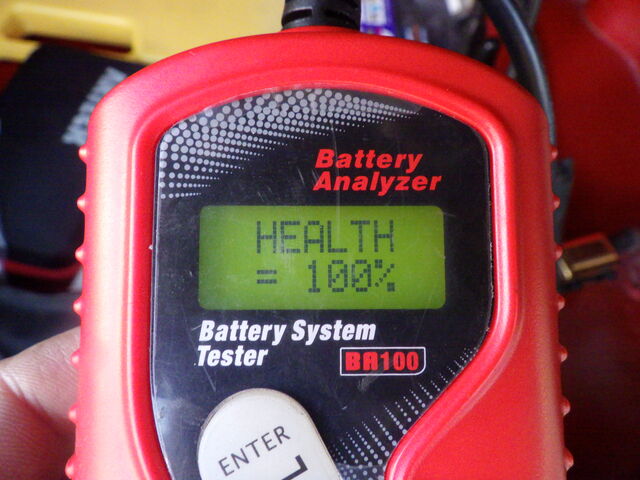 Battery
Analyzer
HEALTH
= 100%
Battery System
Tester
BA100
ENTER